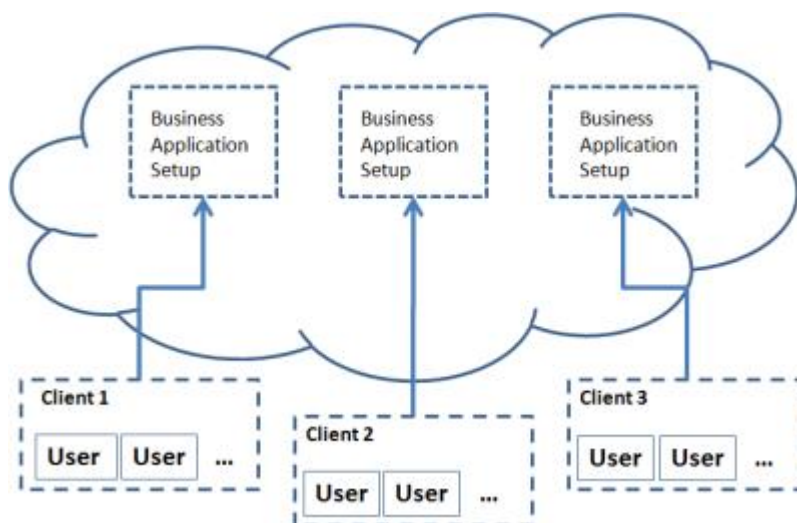 Business
Application
Setup
Business
Application
Setup
Business
Application
Setup
Client 1
User User ...
Client 2
User User ...
Client 3
User User ...